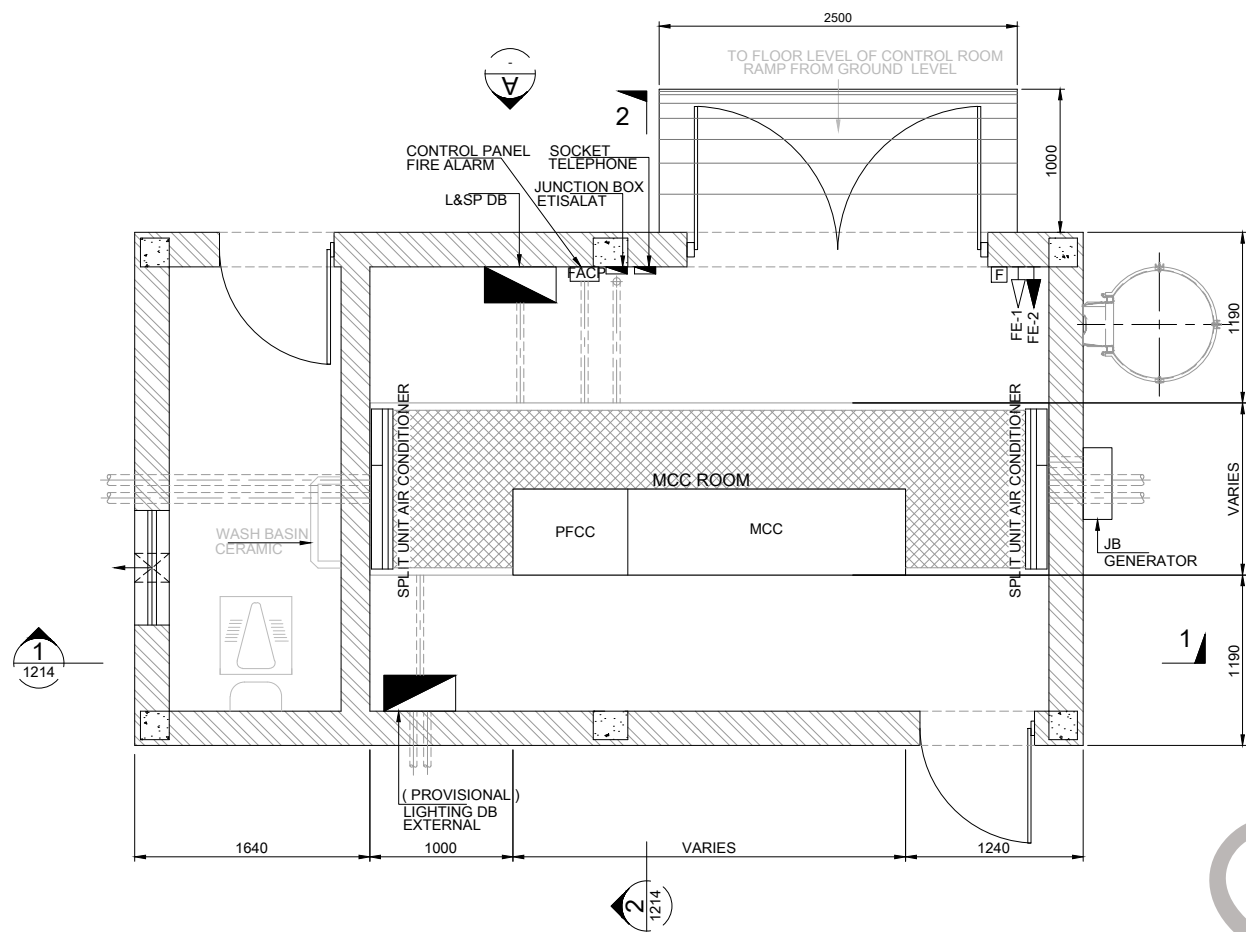 2500
TO FLOOR LEVEL OF CONTROL ROOM
RAMP FROM GROUND LEVEL
-
A
2
CONTROL PANEL
FIRE ALARM
SOCKET
TELEPHONE
L&SP DB
JUNCTION BOX
ETISALAT
1000
FACP
F
FE-1
FE-2
1190
SPLIT UNIT AIR CONDITIONER
MCC ROOM
SPLIT UNIT AIR CONDITIONER
VARIES
PFCC
MCC
WASH BASIN
CERAMIC
JB
GENERATOR
1
1214
1
1190
( PROVISIONAL )
LIGHTING DB
EXTERNAL
1640
1000
VARIES
1240
2
1214